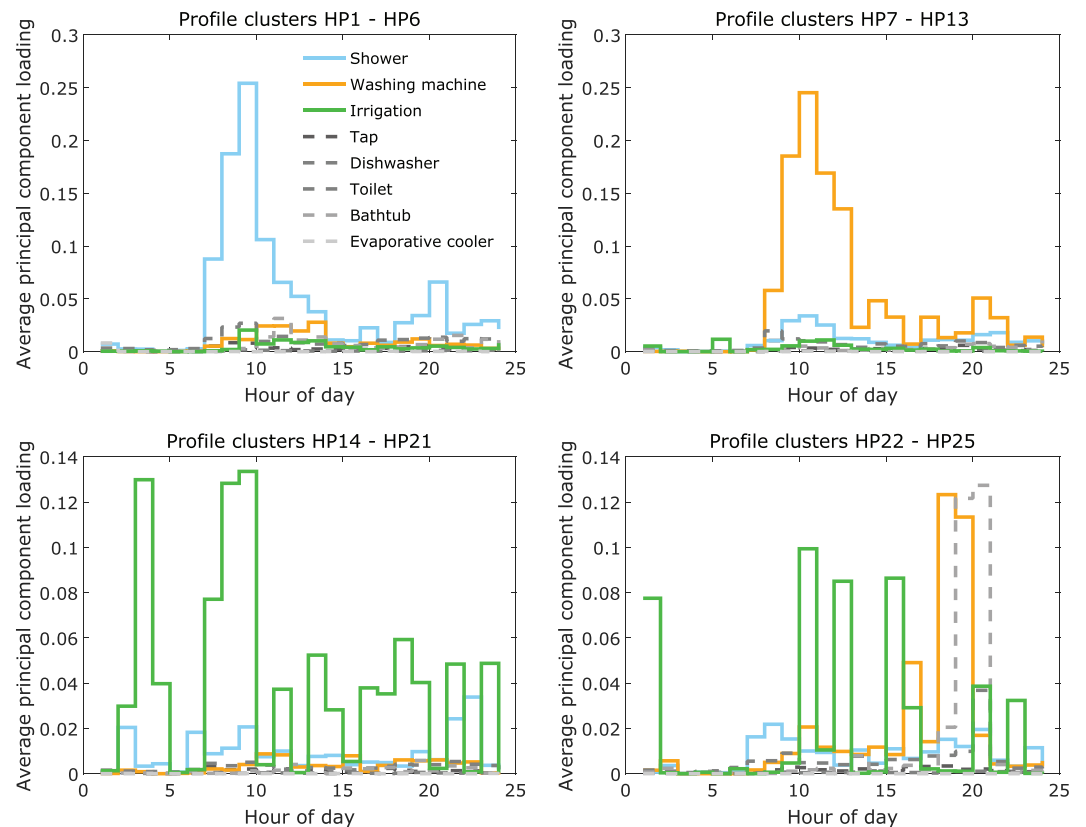 Profile clusters HP1 - HP6
Average principal component loading
0.3
0.25
0.2
0.15
0.1
0.05
0
Shower
Washing machine
Irrigation
Tap
Dishwasher
Toilet
Bathtub
Evaporative cooler
0 5 10 15 20 25
Hour of day
Profile clusters HP7 - HP13
Average principal component loading
0.3
0.25
0.2
0.15
0.1
0.05
0
0 5 10 15 20 25
Hour of day
Profile clusters HP14 - HP21
Average principal component loading
0.14
0.12
0.1
0.08
0.06
0.04
0.02
0
0 5 10 15 20 25
Hour of day
Profile clusters HP22 - HP25
Average principal component loading
0.14
0.12
0.1
0.08
0.06
0.04
0.02
0
0 5 10 15 20 25
Hour of day